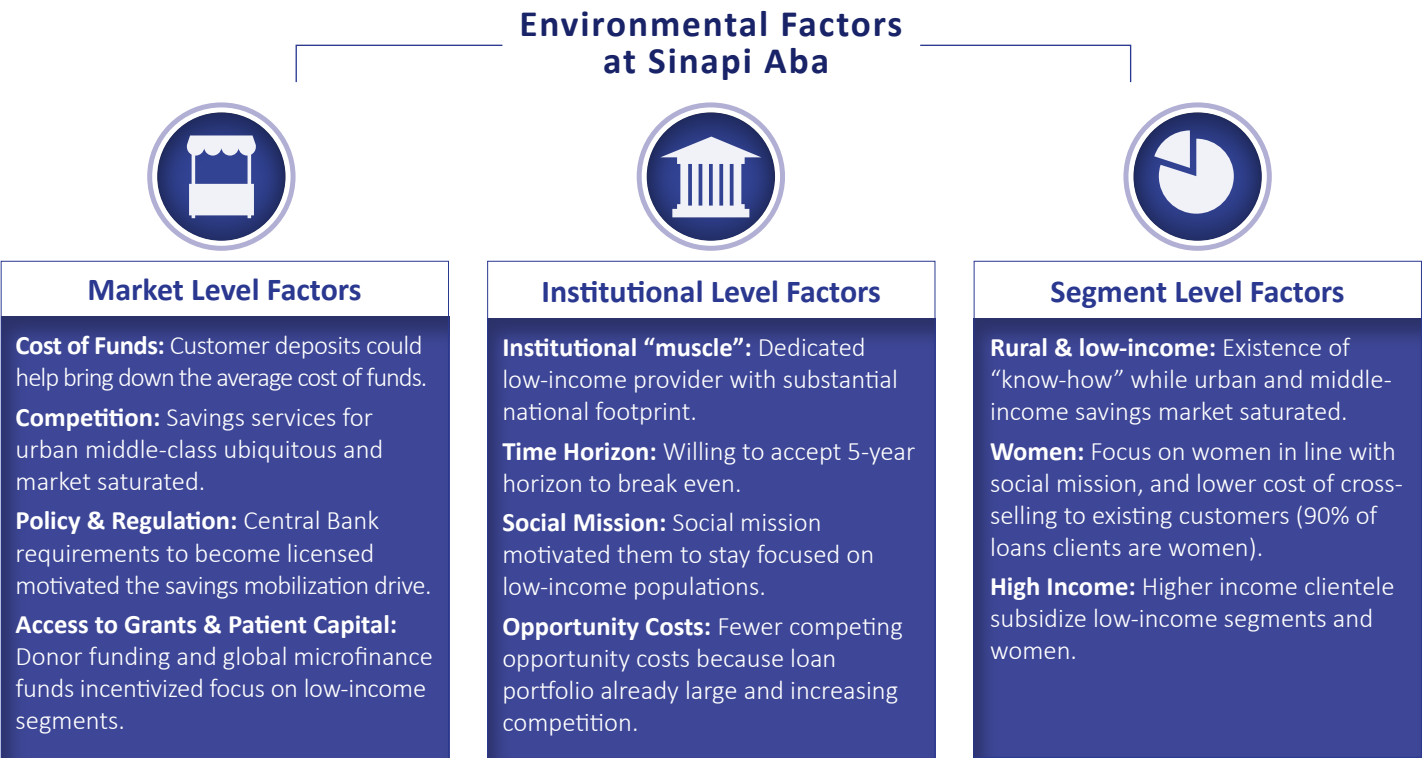 Environmental Factors
at Sinapi Aba
Market Level Factors
Cost of Funds: Customer deposits could
help bring down the average cost of funds.
Competition: Savings services for
urban middle-class ubiquitous and
market saturated.
Policy & Regulation: Central Bank
requirements to become licensed
motivated the savings mobilization drive.
Access to Grants & Patient Capital:
Donor funding and global microfinance
funds incentivized focus on low-income
segments.
Institutional Level Factors
Institutional “muscle”: Dedicated
low-income provider with substantial
national footprint.
Time Horizon: Willing to accept 5-year
horizon to break even.
Social Mission: Social mission
motivated them to stay focused on
low-income populations.
Opportunity Costs: Fewer competing
opportunity costs because loan
portfolio already large and increasing
competition.
Segment Level Factors
Rural & low-income: Existence of
“know-how” while urban and middle-
income savings market saturated.
Women: Focus on women in line with
social mission, and lower cost of cross-
selling to existing customers (90% of
loans clients are women).
High Income: Higher income clientele
subsidize low-income segments and
women.